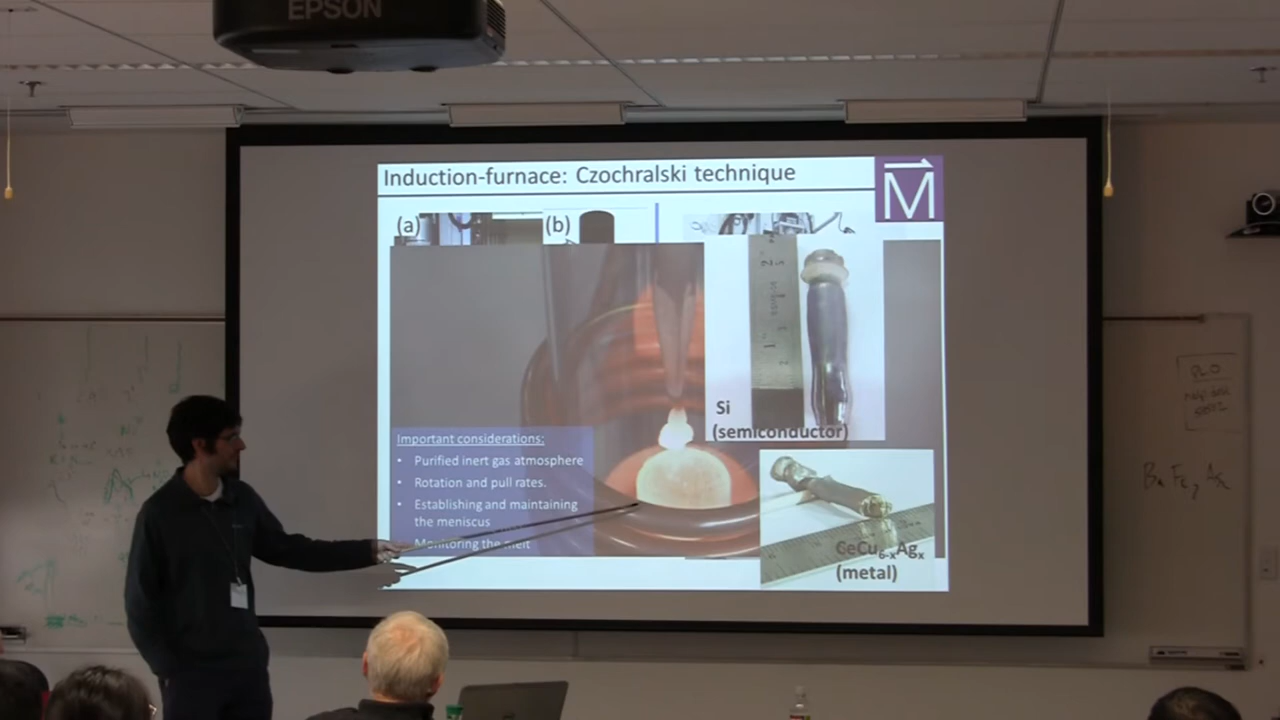 EPSON
Induction-furnace: Czochralski technique
M
(a)
(b)
Si
(semiconductor)
Important considerations:
• Purified inert gas atmosphere
• Rotation and pull rates.
• Establishing and maintaining
the meniscus
• Monitoring the melt
CeCu6-xAgx
(metal)